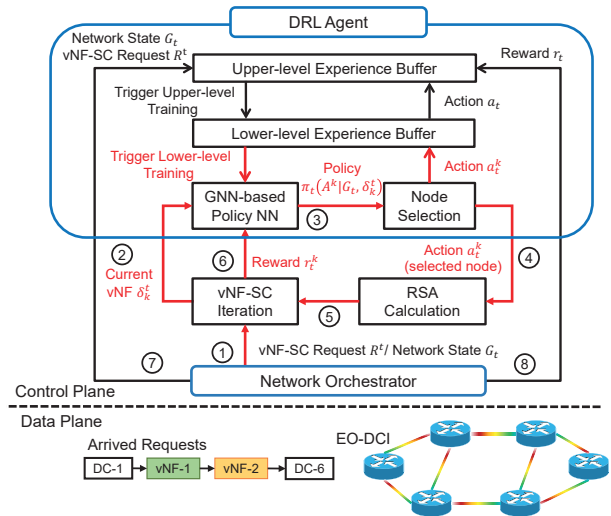 DRL Agent
Network State G_t
vNF-SC Request R^t
Reward r_t
Upper-level Experience Buffer
Trigger Upper-level
Training
Action a_t
Lower-level Experience Buffer
Trigger Lower-level
Training
Policy
π_t(A^k|G_t, δ_k^t)
Action a_t^k
GNN-based
Policy NN
③
Node
Selection
②
Current
vNF δ_k^t
⑥
Reward r_t^k
Action a_t^k
(selected node)
④
vNF-SC
Iteration
⑤
RSA
Calculation
①
vNF-SC Request R^t/ Network State G_t
⑦
⑧
Network Orchestrator
Control Plane
Data Plane
Arrived Requests
EO-DCI
DC-1
vNF-1
vNF-2
DC-6